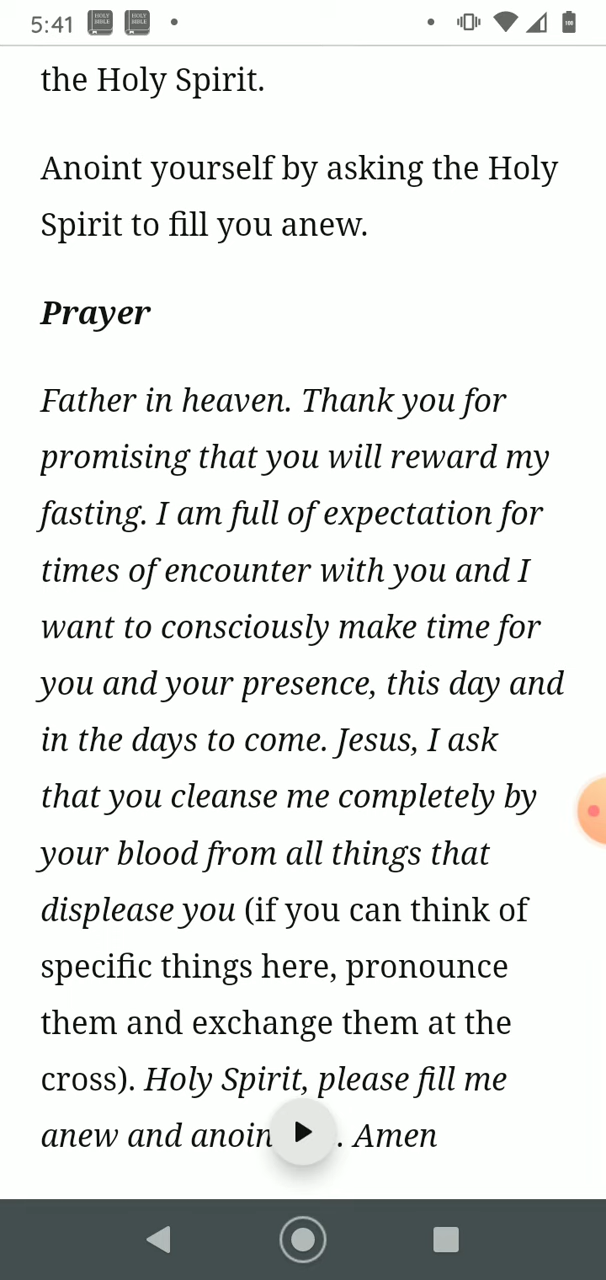 5:41
the Holy Spirit.
Anoint yourself by asking the Holy
Spirit to fill you anew.
Prayer
Father in heaven. Thank you for
promising that you will reward my
fasting. I am full of expectation for
times of encounter with you and I
want to consciously make time for
you and your presence, this day and
in the days to come. Jesus, I ask
that you cleanse me completely by
your blood from all things that
displease you (if you can think of
specific things here, pronounce
them and exchange them at the
cross). Holy Spirit, please fill me
anew and . Amen